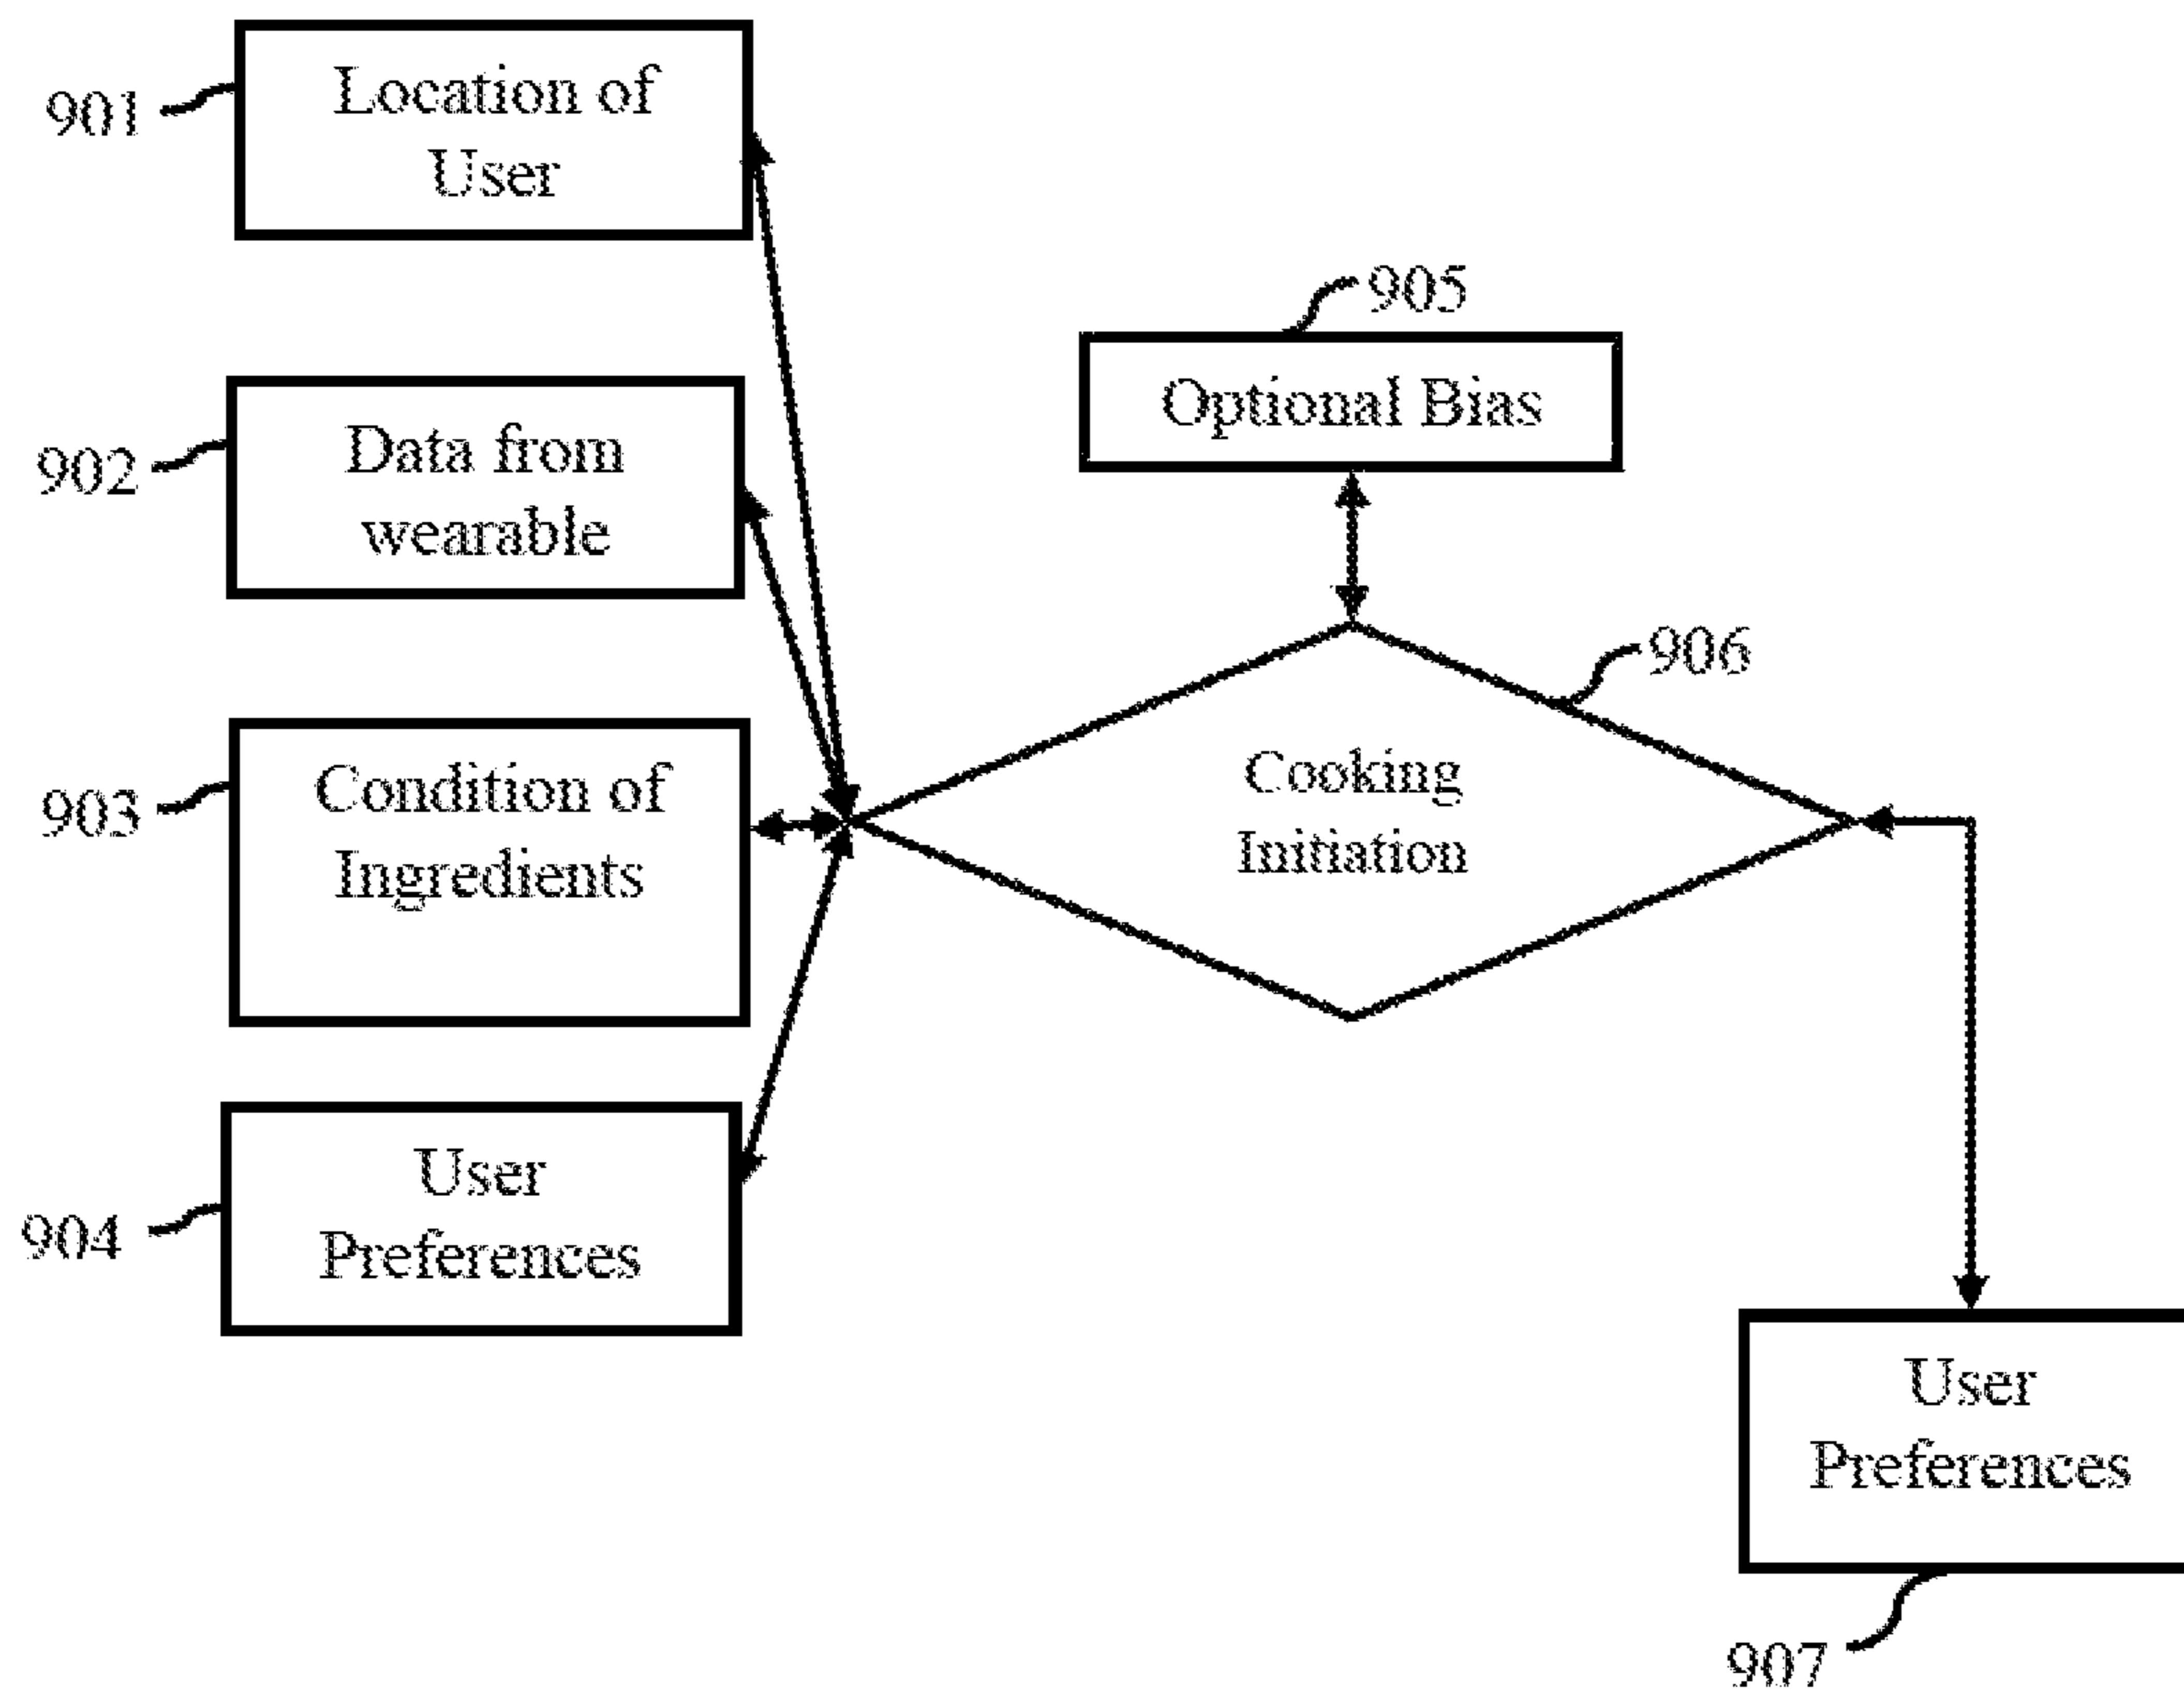 901
Location of
User
902
Data from
wearable
903
Condition of
Ingredients
904
User
Preferences
905
Optional Bias
906
Cooking
Initiation
User
Preferences
907